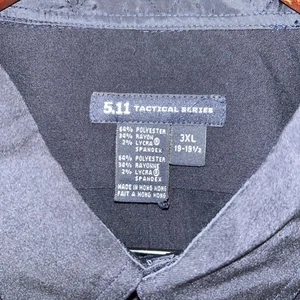 5.11 TACTICAL SERIES
64% POLYESTER
34% RAYON
2% LYCRA®
SPANDEX
64% POLYESTER
34% RAYONNE
2% LYCRA®
SPANDEX
MADE IN HONG KONG
FAIT A HONG KONG
3XL
19-19½